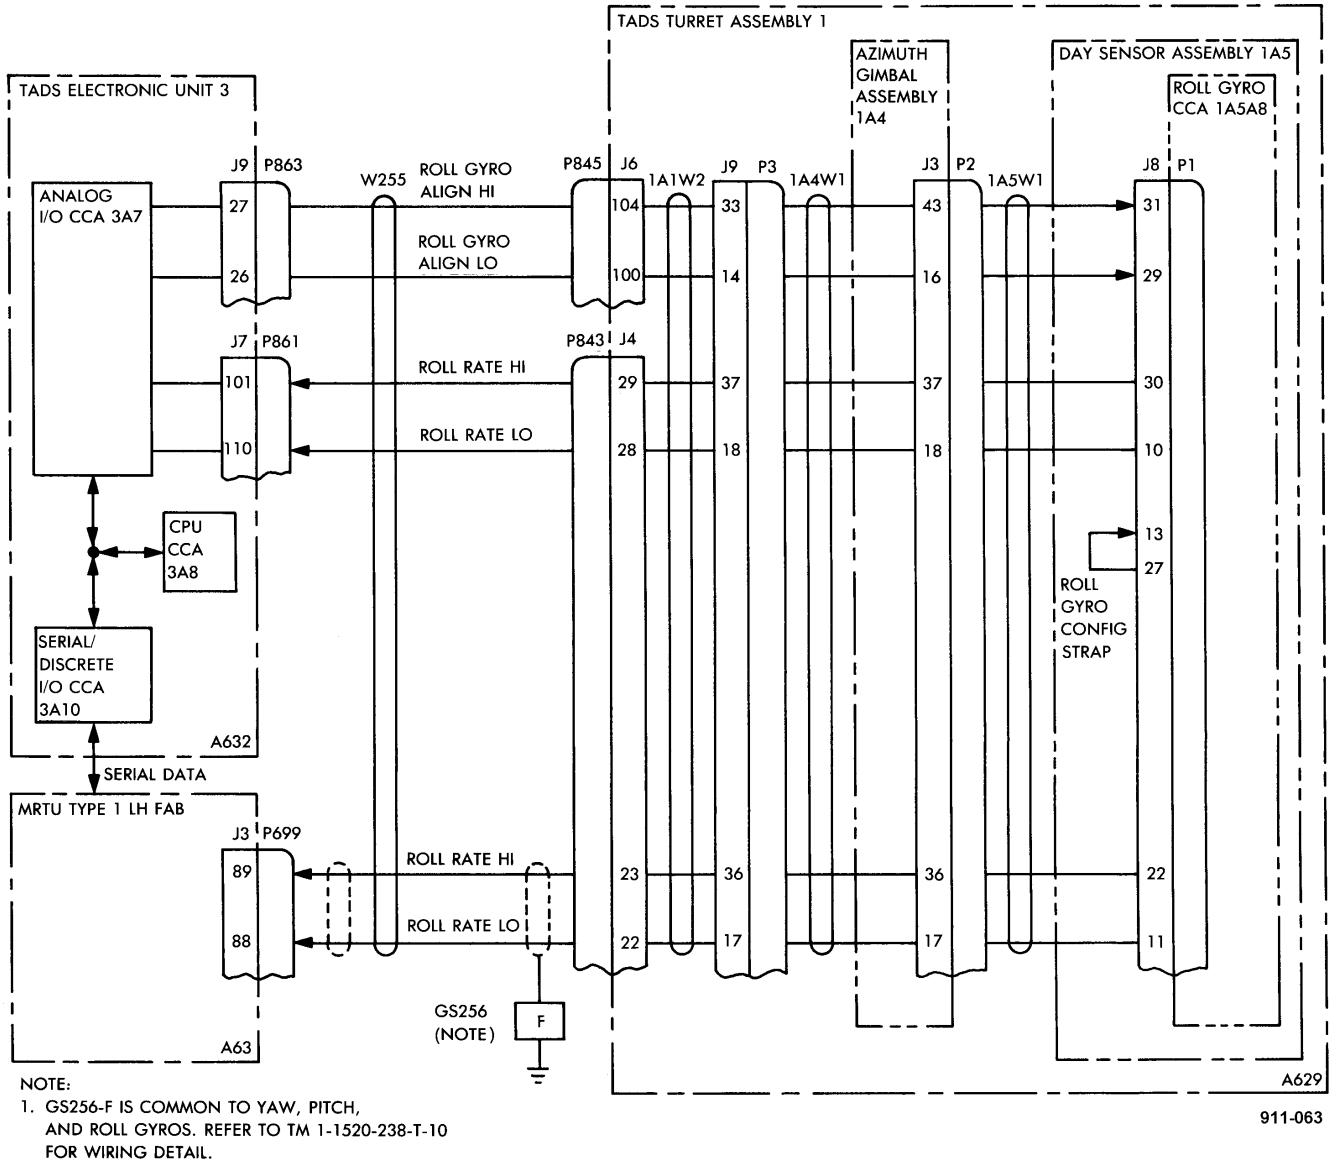 TADS TURRET ASSEMBLY 1
AZIMUTH
GIMBAL
ASSEMBLY
1A4
DAY SENSOR ASSEMBLY 1A5
ROLL GYRO
CCA 1A5A8
TADS ELECTRONIC UNIT 3
J9 P863
W255
ROLL GYRO
ALIGN HI
P845 J6
1A1W2
J9 P3
1A4W1
J3 P2
1A5W1
J8 P1
ANALOG
I/O CCA 3A7
27
104
33
43
31
ROLL GYRO
ALIGN LO
26
100
14
16
29
J7 P861
P843 J4
ROLL RATE HI
101
29
37
37
30
ROLL RATE LO
110
28
18
18
10
CPU
CCA
3A8
13
27
ROLL
GYRO
CONFIG
STRAP
SERIAL/
DISCRETE
I/O CCA
3A10
A632
SERIAL DATA
MRTU TYPE 1 LH FAB
J3 P699
ROLL RATE HI
89
23
36
36
22
ROLL RATE LO
88
22
17
17
11
GS256
(NOTE)
F
A63
A629
NOTE:
1. GS256-F IS COMMON TO YAW, PITCH,
AND ROLL GYROS. REFER TO TM 1-1520-238-T-10
FOR WIRING DETAIL.
911-063